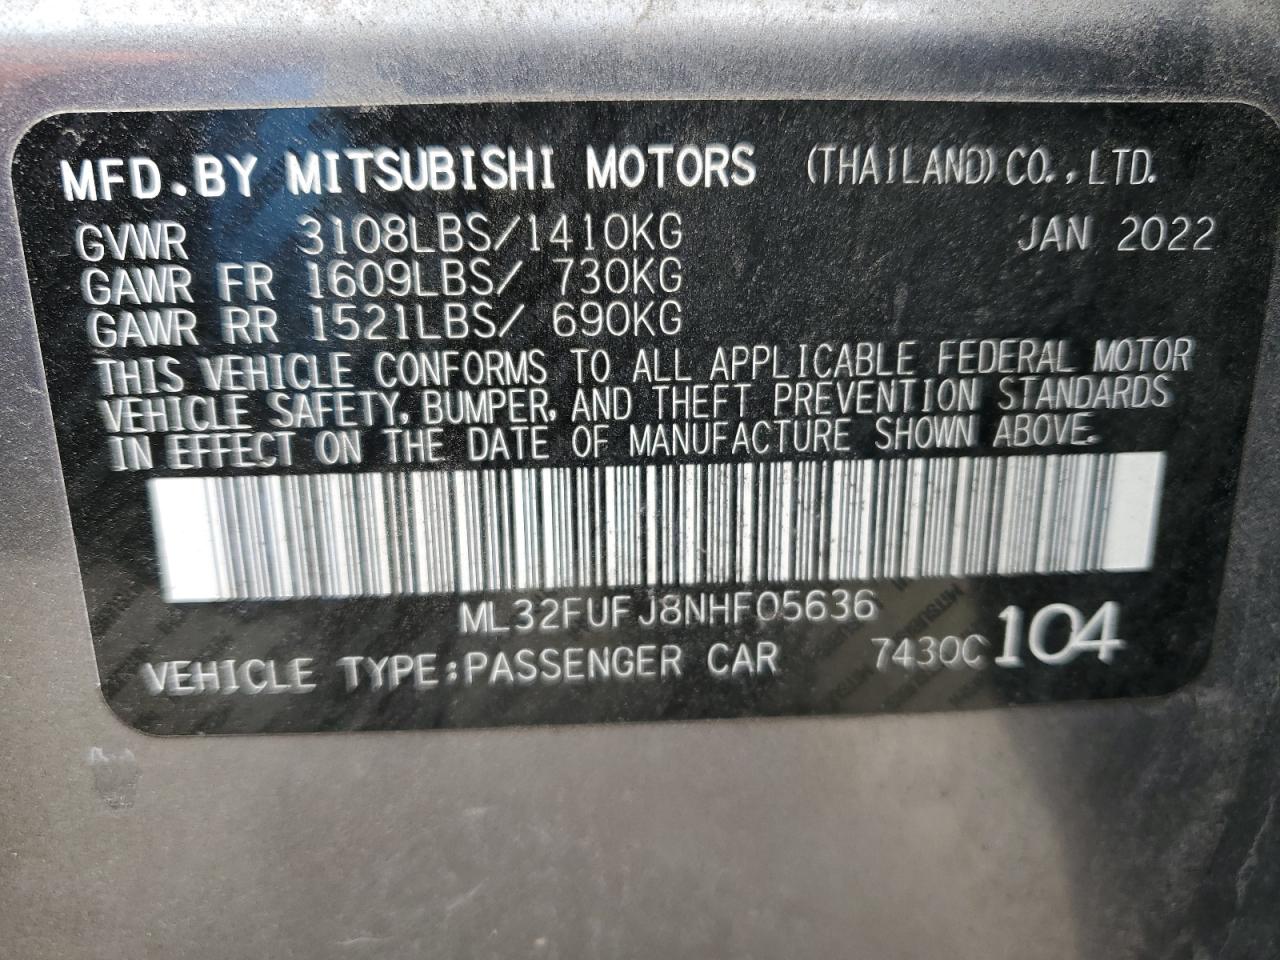 MFD.BY MITSUBISHI MOTORS (THAILAND)CO.,LTD.
GVWR 3108LBS/1410KG JAN 2022
GAWR FR 1609LBS/ 730KG
GAWR RR 1521LBS/ 690KG
THIS VEHICLE CONFORMS TO ALL APPLICABLE FEDERAL MOTOR
VEHICLE SAFETY, BUMPER, AND THEFT PREVENTION STANDARDS
IN EFFECT ON THE DATE OF MANUFACTURE SHOWN ABOVE.
ML32FUFJ8NHF05636
VEHICLE TYPE:PASSENGER CAR 7430C 104